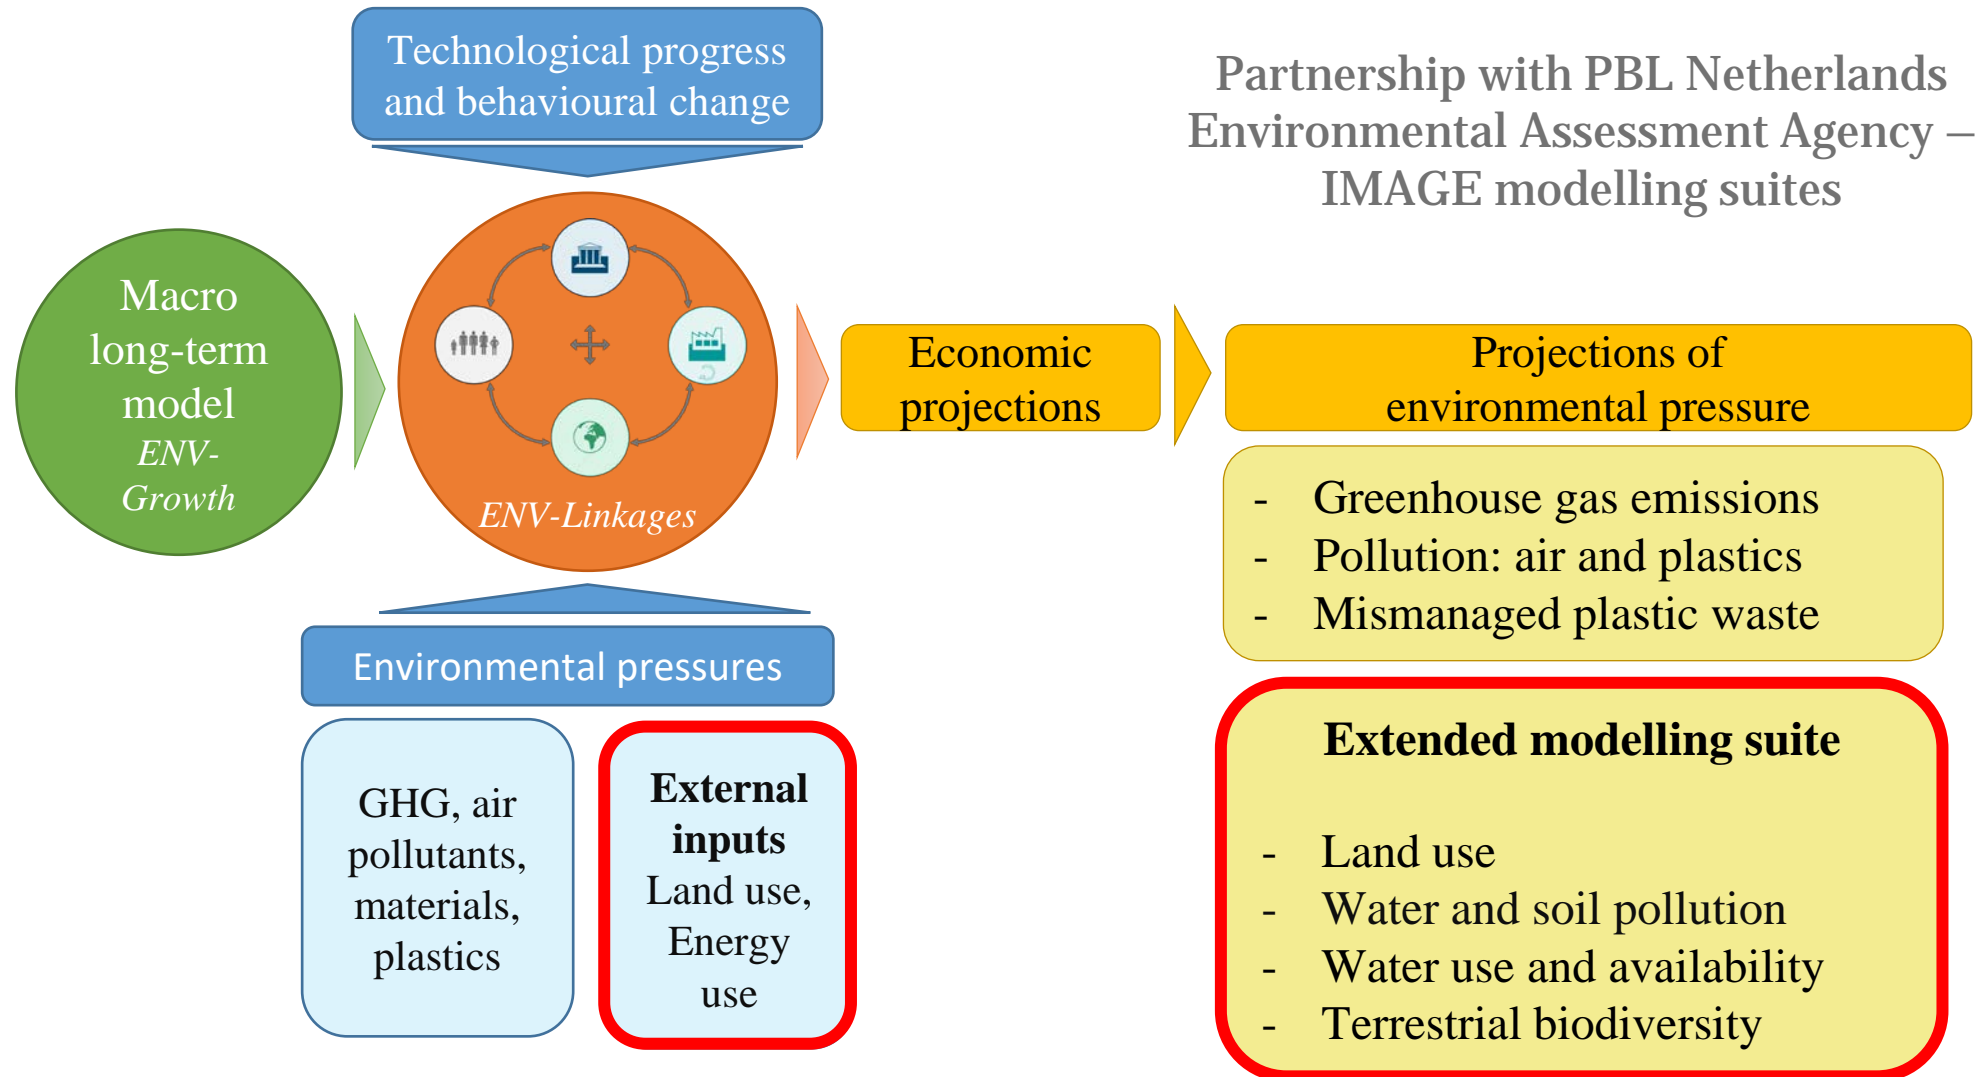 Technological progress
and behavioural change
Partnership with PBL Netherlands
Environmental Assessment Agency –
IMAGE modelling suites
Macro
long-term
model
ENV-
Growth
ENV-Linkages
Economic
projections
Projections of
environmental pressure
- Greenhouse gas emissions
- Pollution: air and plastics
- Mismanaged plastic waste
Environmental pressures
GHG, air
pollutants,
materials,
plastics
External
inputs
Land use,
Energy
use
Extended modelling suite
- Land use
- Water and soil pollution
- Water use and availability
- Terrestrial biodiversity